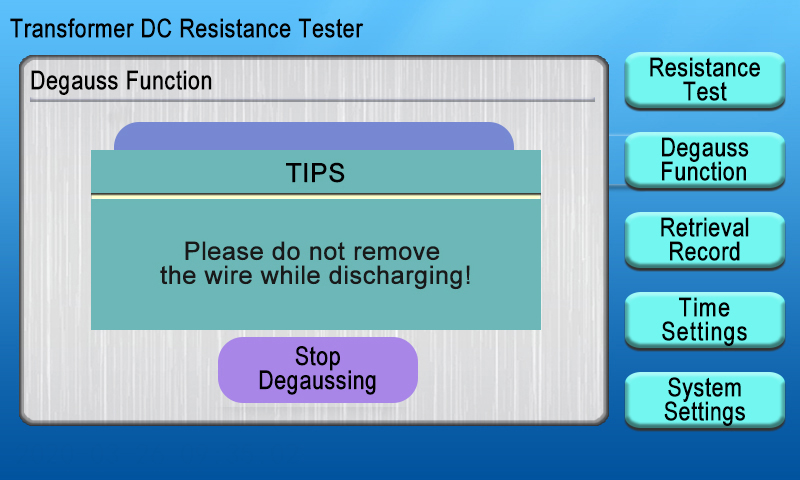 Transformer DC Resistance Tester
Degauss Function
TIPS
Please do not remove
the wire while discharging!
Stop
Degaussing
Resistance
Test
Degauss
Function
Retrieval
Record
Time
Settings
System
Settings